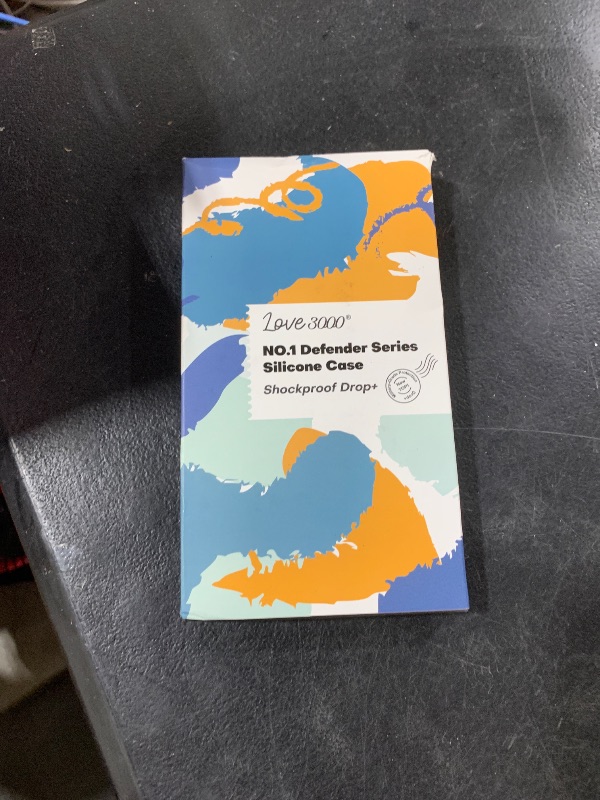 Love 3000®
NO.1 Defender Series
Silicone Case
Shockproof Drop+